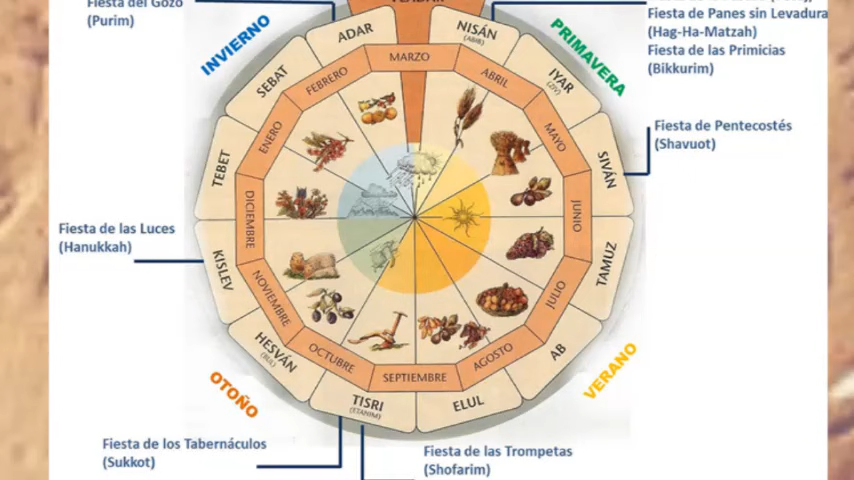 Fiesta del Gozo
(Purim)
INVIERNO
ADAR
NISÁN
(ABIB)
PRIMAVERA
Fiesta de Panes sin Levadura
(Hag-Ha-Matzah)
Fiesta de las Primicias
(Bikkurim)
MARZO
FEBRERO
ABRIL
SEBAT
IYAR
(ZIV)
ENERO
MAYO
Fiesta de Pentecostés
(Shavuot)
TEBET
SIVÁN
DICIEMBRE
JUNIO
Fiesta de las Luces
(Hanukkah)
KISLEV
TAMUZ
NOVIEMBRE
JULIO
HESVÁN
(BUL)
OCTUBRE
SEPTIEMBRE
AGOSTO
AB
OTOÑO
VERANO
TISRI
(ETANIM)
ELUL
Fiesta de los Tabernáculos
(Sukkot)
Fiesta de las Trompetas
(Shofarim)